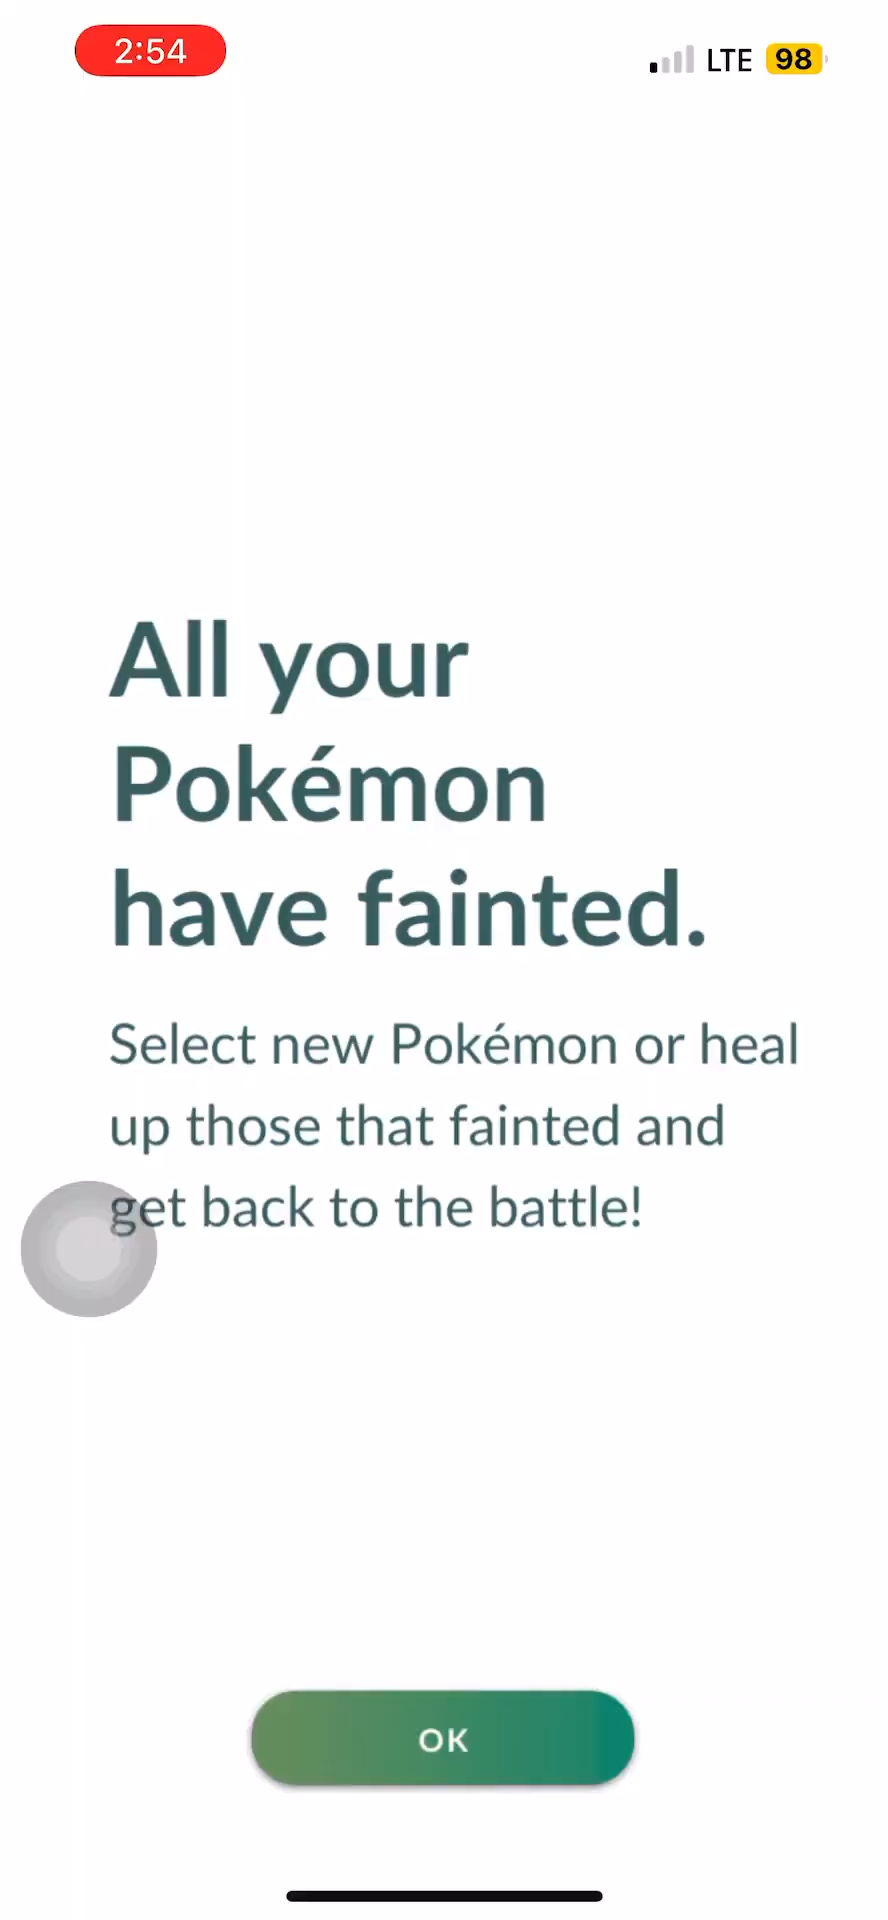 2:54
LTE 98
All your
Pokémon
have fainted.
Select new Pokémon or heal
up those that fainted and
get back to the battle!
OK